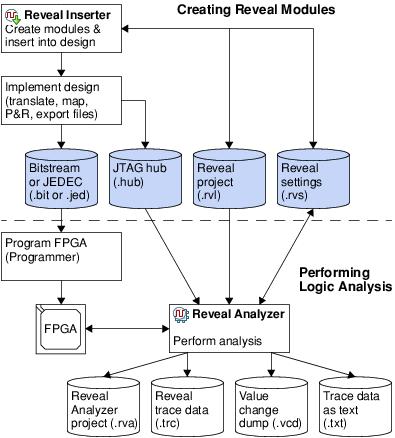 Creating Reveal Modules
Reveal Inserter
Create modules &
insert into design
Implement design
(translate, map,
P&R, export files)
Bitstream
or JEDEC
(.bit or .jed)
JTAG hub
(.hub)
Reveal
project
(.rvl)
Reveal
settings
(.rvs)
Program FPGA
(Programmer)
Performing
Logic Analysis
FPGA
Reveal Analyzer
Perform analysis
Reveal
Analyzer
project (.rva)
Reveal
trace data
(.trc)
Value
change
dump (.vcd)
Trace data
as text
(.txt)